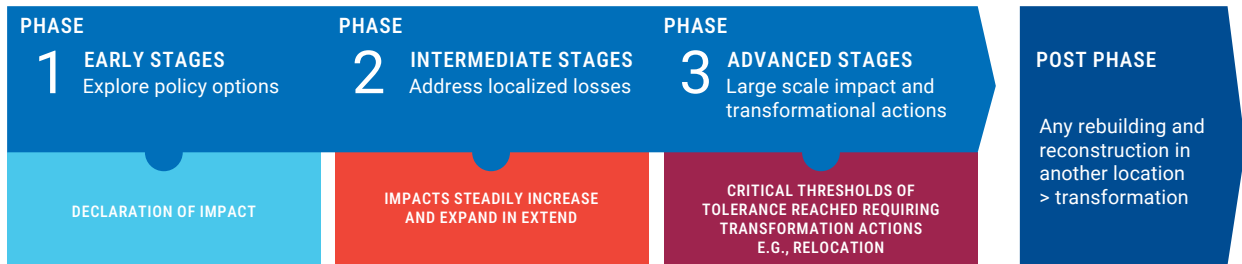 PHASE
1
EARLY STAGES
Explore policy options
DECLARATION OF IMPACT
PHASE
2
INTERMEDIATE STAGES
Address localized losses
IMPACTS STEADILY INCREASE
AND EXPAND IN EXTEND
PHASE
3
ADVANCED STAGES
Large scale impact and
transformational actions
CRITICAL THRESHOLDS OF
TOLERANCE REACHED REQUIRING
TRANSFORMATION ACTIONS
E.G., RELOCATION
POST PHASE
Any rebuilding and
reconstruction in
another location
> transformation